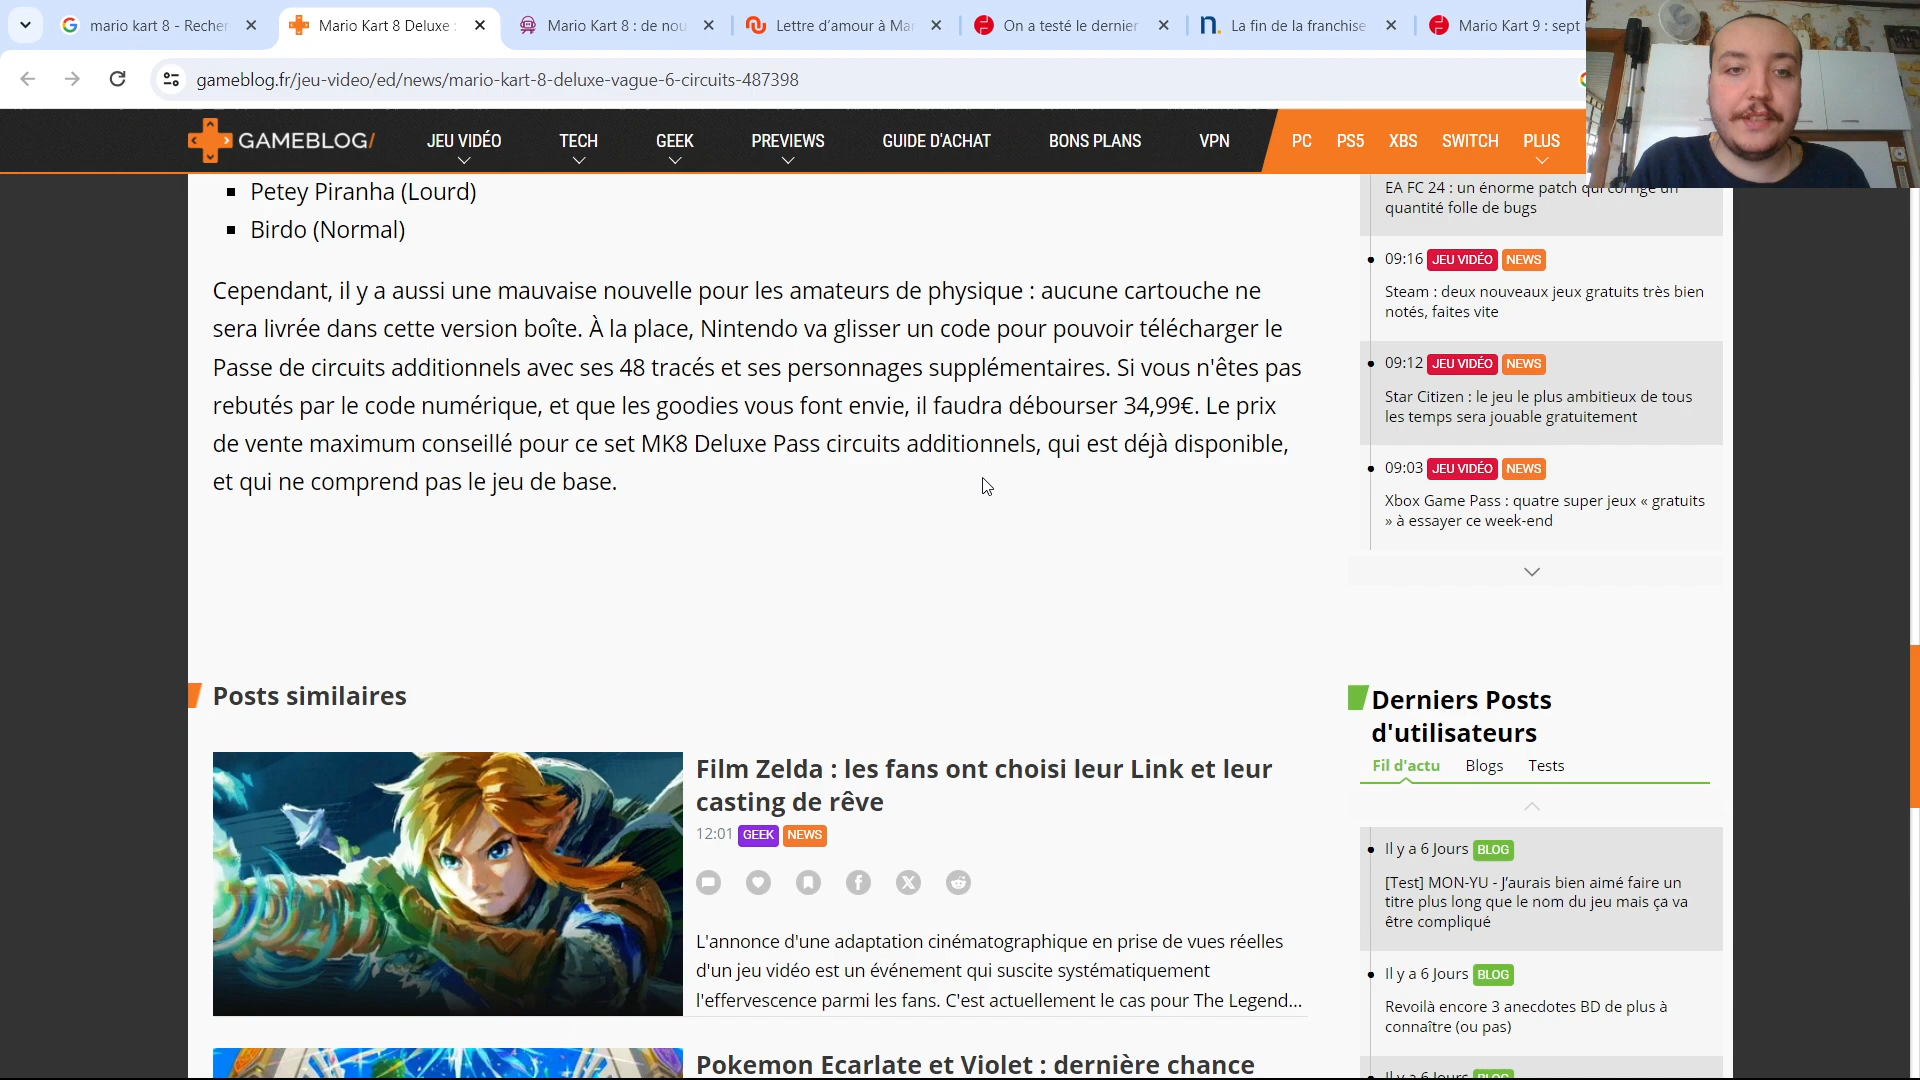 mario kart 8 - Recher
Mario Kart 8 Deluxe :
Mario Kart 8 : de nou
Lettre d'amour à Mar
On a testé le dernier
La fin de la franchise
Mario Kart 9 : sept
gameblog.fr/jeu-video/ed/news/mario-kart-8-deluxe-vague-6-circuits-487398
GAMEBLOG/
JEU VIDÉO
TECH
GEEK
PREVIEWS
GUIDE D'ACHAT
BONS PLANS
VPN
PC
PS5
XBS
SWITCH
PLUS
Petey Piranha (Lourd)
Birdo (Normal)
Cependant, il y a aussi une mauvaise nouvelle pour les amateurs de physique : aucune cartouche ne
sera livrée dans cette version boîte. À la place, Nintendo va glisser un code pour pouvoir télécharger le
Passe de circuits additionnels avec ses 48 tracés et ses personnages supplémentaires. Si vous n'êtes pas
rebutés par le code numérique, et que les goodies vous font envie, il faudra débourser 34,99€. Le prix
de vente maximum conseillé pour ce set MK8 Deluxe Pass circuits additionnels, qui est déjà disponible,
et qui ne comprend pas le jeu de base.
EA FC 24 : un énorme patch qui corrige un
quantité folle de bugs
09:16 JEU VIDÉO NEWS
Steam : deux nouveaux jeux gratuits très bien
notés, faites vite
09:12 JEU VIDÉO NEWS
Star Citizen : le jeu le plus ambitieux de tous
les temps sera jouable gratuitement
09:03 JEU VIDÉO NEWS
Xbox Game Pass : quatre super jeux « gratuits
» à essayer ce week-end
Posts similaires
Film Zelda : les fans ont choisi leur Link et leur
casting de rêve
12:01 GEEK NEWS
L'annonce d'une adaptation cinématographique en prise de vues réelles
d'un jeu vidéo est un événement qui suscite systématiquement
l'effervescence parmi les fans. C'est actuellement le cas pour The Legend...
Pokemon Ecarlate et Violet : dernière chance
Derniers Posts
d'utilisateurs
Fil d'actu
Blogs
Tests
Il y a 6 Jours BLOG
[Test] MON-YU - J'aurais bien aimé faire un
titre plus long que le nom du jeu mais ça va
être compliqué
Il y a 6 Jours BLOG
Revoilà encore 3 anecdotes BD de plus à
connaître (ou pas)
Il y a 6 Jours BLOG